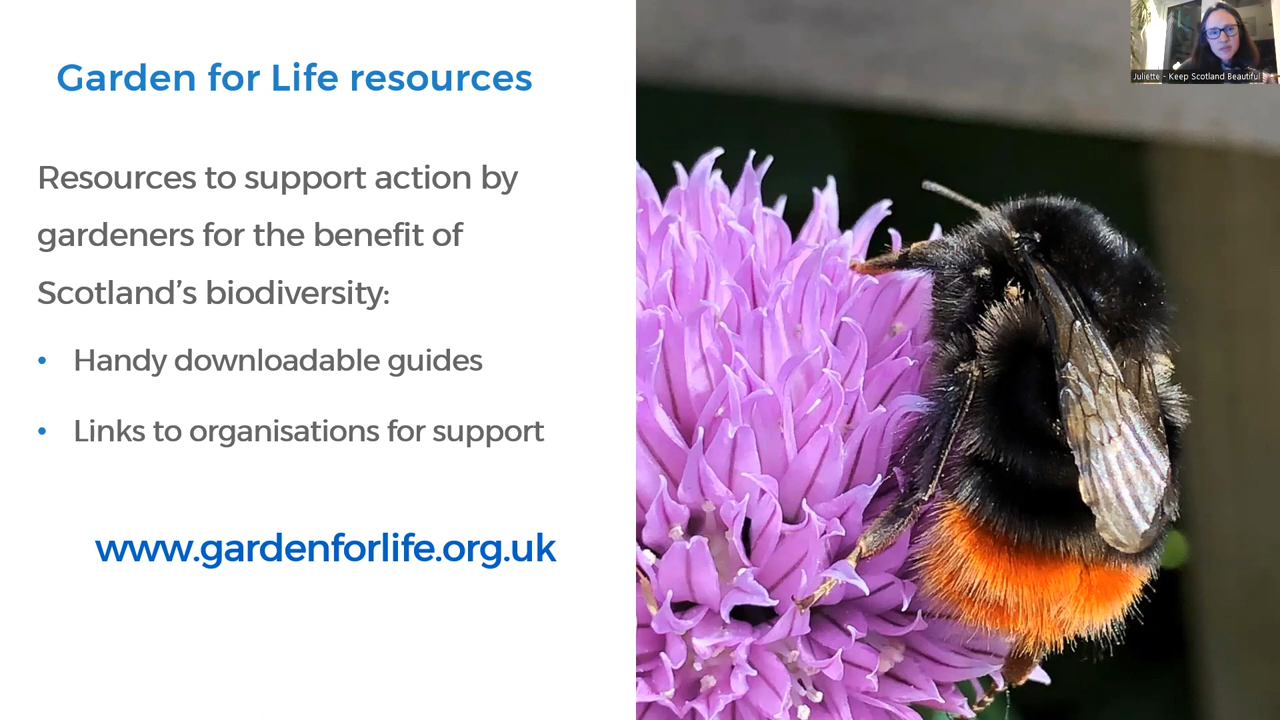 Garden for Life resources
Juliette - Keep Scotland Beautiful
Resources to support action by
gardeners for the benefit of
Scotland’s biodiversity:
• Handy downloadable guides
• Links to organisations for support
www.gardenforlife.org.uk